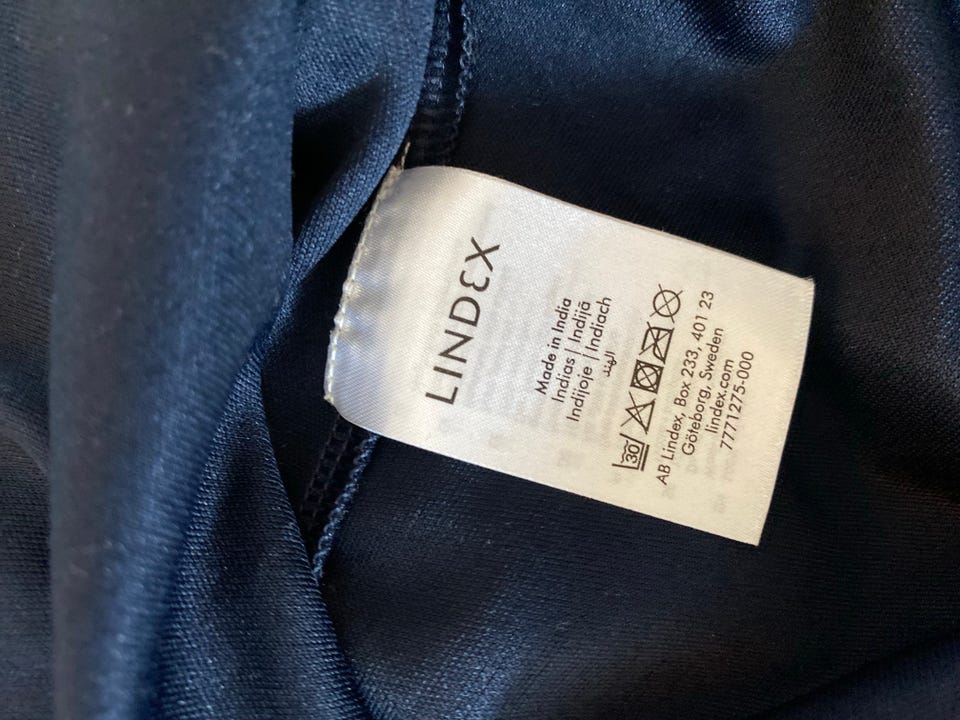 LINDEX
Made in India
Indias | Indijā
Indijoje | Indiach
الهند
30
AB Lindex, Box 233, 401 23
Göteborg, Sweden
lindex.com
7771275-000